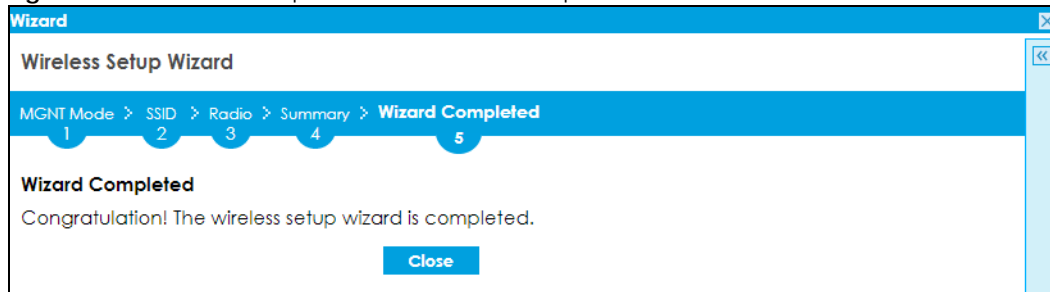 Wizard
Wireless Setup Wizard
MGNT Mode > SSID > Radio > Summary > Wizard Completed
1 2 3 4 5
Wizard Completed
Congratulation! The wireless setup wizard is completed.
Close